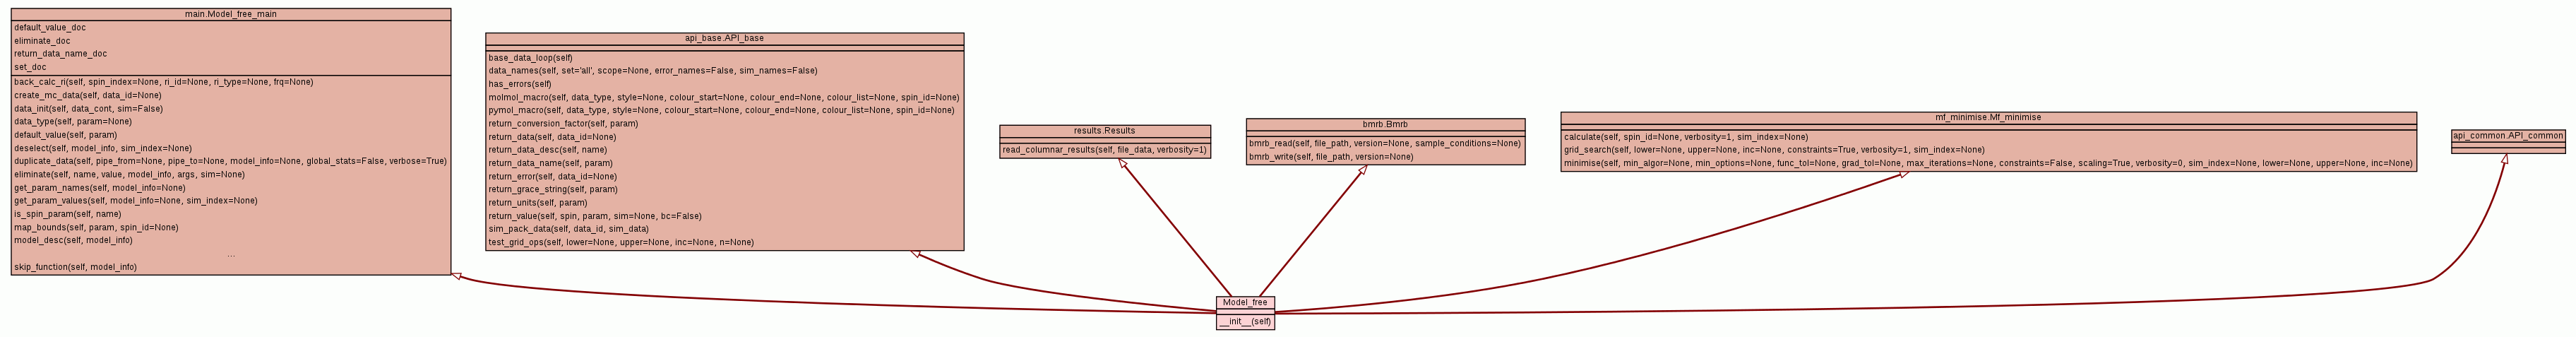 main.Model_free_main
default_value_doc
eliminate_doc
return_data_name_doc
set_doc
back_calc_ri(self, spin_index=None, ri_id=None, ri_type=None, frq=None)
create_mc_data(self, data_id=None)
data_init(self, data_cont, sim=False)
data_type(self, param=None)
default_value(self, param)
deselect(self, model_info, sim_index=None)
duplicate_data(self, pipe_from=None, pipe_to=None, model_info=None, global_stats=False, verbose=True)
eliminate(self, name, value, model_info, args, sim=None)
get_param_names(self, model_info=None)
get_param_values(self, model_info=None, sim_index=None)
is_spin_param(self, name)
map_bounds(self, param, spin_id=None)
model_desc(self, model_info)
...
skip_function(self, model_info)
api_base.API_base
base_data_loop(self)
data_names(self, set='all', scope=None, error_names=False, sim_names=False)
has_errors(self)
molmol_macro(self, data_type, style=None, colour_start=None, colour_end=None, colour_list=None, spin_id=None)
pymol_macro(self, data_type, style=None, colour_start=None, colour_end=None, colour_list=None, spin_id=None)
return_conversion_factor(self, param)
return_data(self, data_id=None)
return_data_desc(self, name)
return_data_name(self, param)
return_error(self, data_id=None)
return_grace_string(self, param)
return_units(self, param)
return_value(self, spin, param, sim=None, bc=False)
sim_pack_data(self, data_id, sim_data)
test_grid_ops(self, lower=None, upper=None, inc=None, n=None)
results.Results
read_columnar_results(self, file_data, verbosity=1)
bmrb.Bmrb
bmrb_read(self, file_path, version=None, sample_conditions=None)
bmrb_write(self, file_path, version=None)
mf_minimise.Mf_minimise
calculate(self, spin_id=None, verbosity=1, sim_index=None)
grid_search(self, lower=None, upper=None, inc=None, constraints=True, verbosity=1, sim_index=None)
minimise(self, min_algor=None, min_options=None, func_tol=None, grad_tol=None, max_iterations=None, constraints=False, scaling=True, verbosity=0, sim_index=None, lower=None, upper=None, inc=None)
api_common.API_common
Model_free
__init__(self)